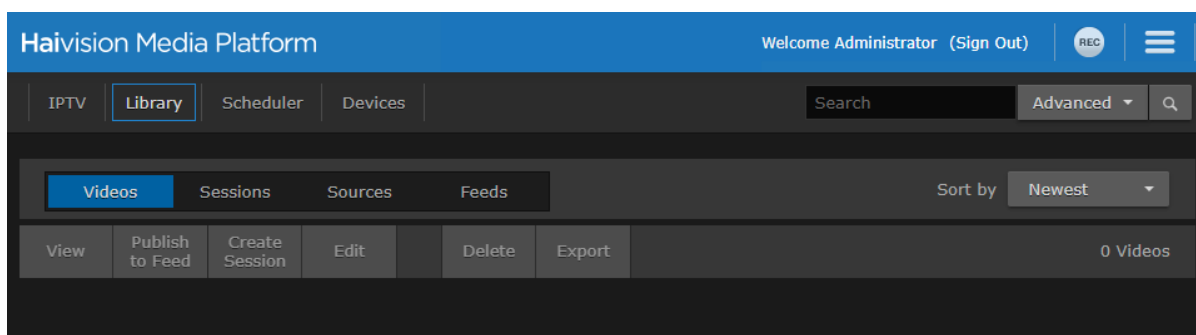 Haivision Media Platform
Welcome Administrator (Sign Out)
REC
IPTV Library Scheduler Devices
Search
Advanced
Videos Sessions Sources Feeds
Sort by Newest
View
Publish
to Feed
Create
Session
Edit
Delete
Export
0 Videos